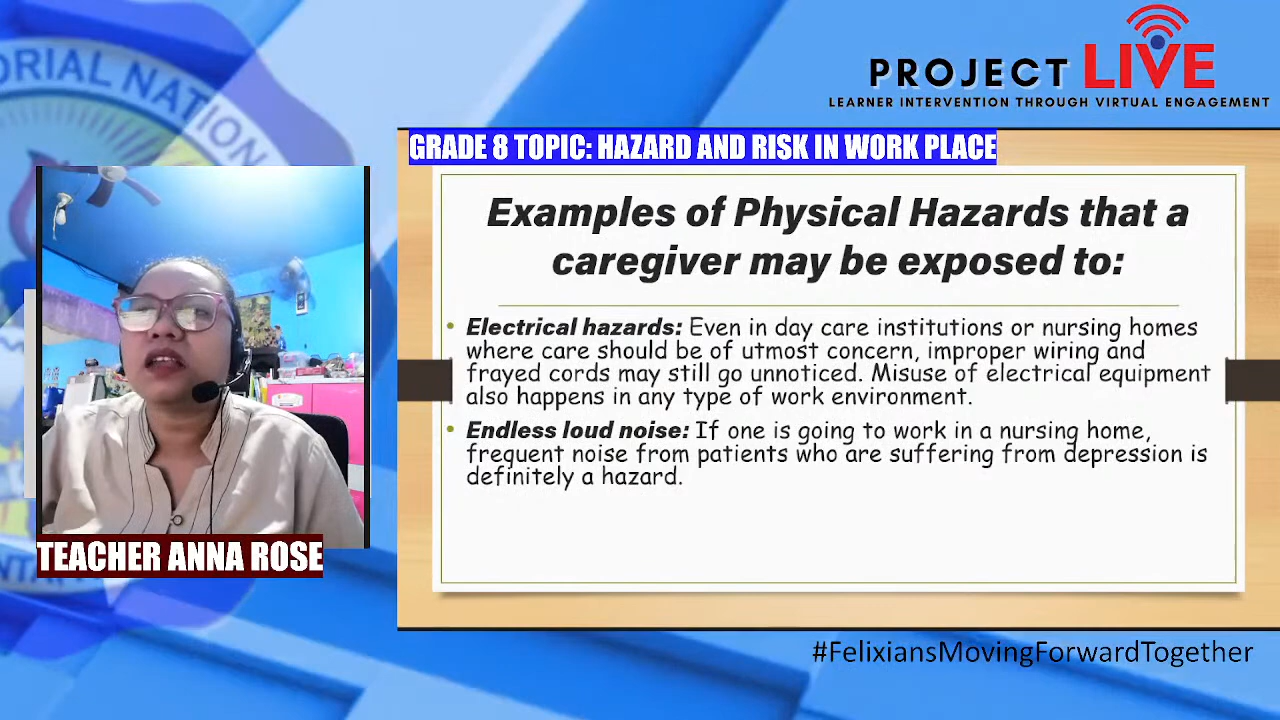 PROJECT LIVE
LEARNER INTERVENTION THROUGH VIRTUAL ENGAGEMENT
GRADE 8 TOPIC: HAZARD AND RISK IN WORK PLACE
Examples of Physical Hazards that a
caregiver may be exposed to:
• Electrical hazards: Even in day care institutions or nursing homes
where care should be of utmost concern, improper wiring and
frayed cords may still go unnoticed. Misuse of electrical equipment
also happens in any type of work environment.
• Endless loud noise: If one is going to work in a nursing home,
frequent noise from patients who are suffering from depression is
definitely a hazard.
TEACHER ANNA ROSE
#FelixiansMovingForwardTogether